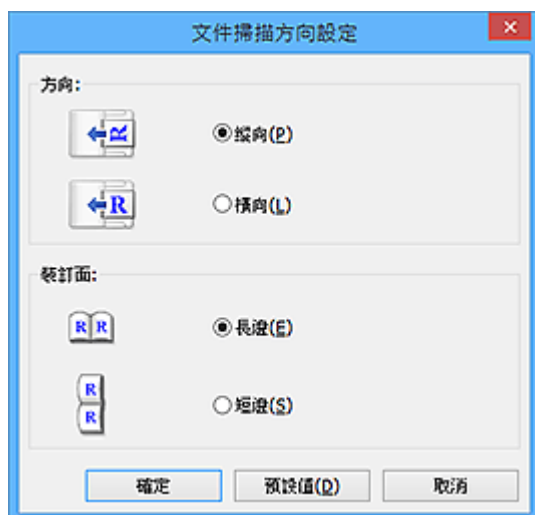 文件掃描方向設定
方向:
R
縱向(P)
R
橫向(L)
裝訂面:
R R
長邊(E)
R
R
短邊(S)
確定
預設值(D)
取消